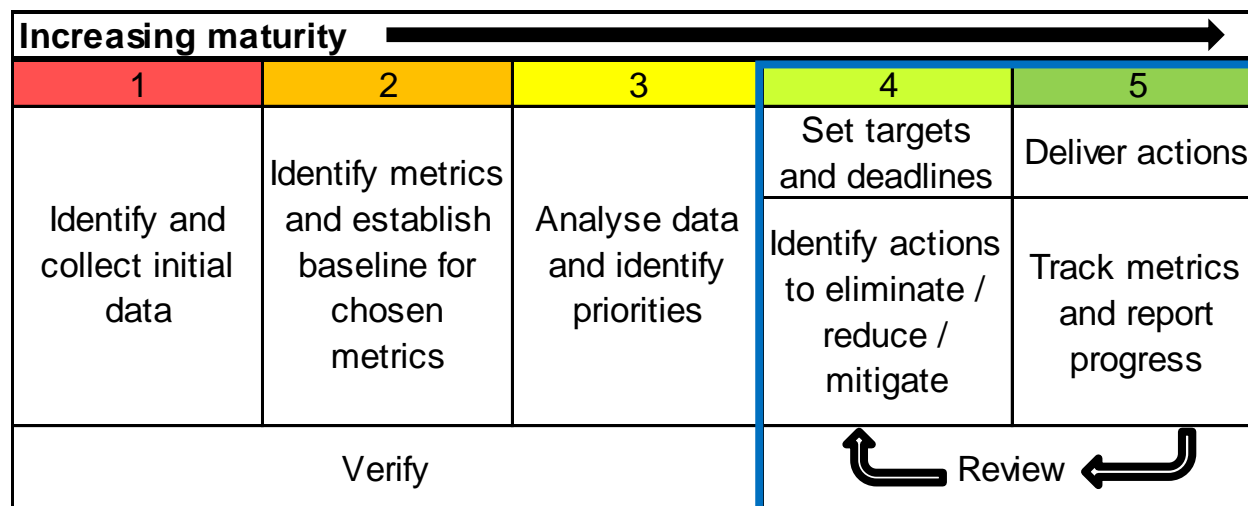 Increasing maturity
1
2
3
4
5
Identify and
collect initial
data
Identify metrics
and establish
baseline for
chosen
metrics
Analyse data
and identify
priorities
Set targets
and deadlines
Identify actions
to eliminate /
reduce /
mitigate
Deliver actions
Track metrics
and report
progress
Verify
Review